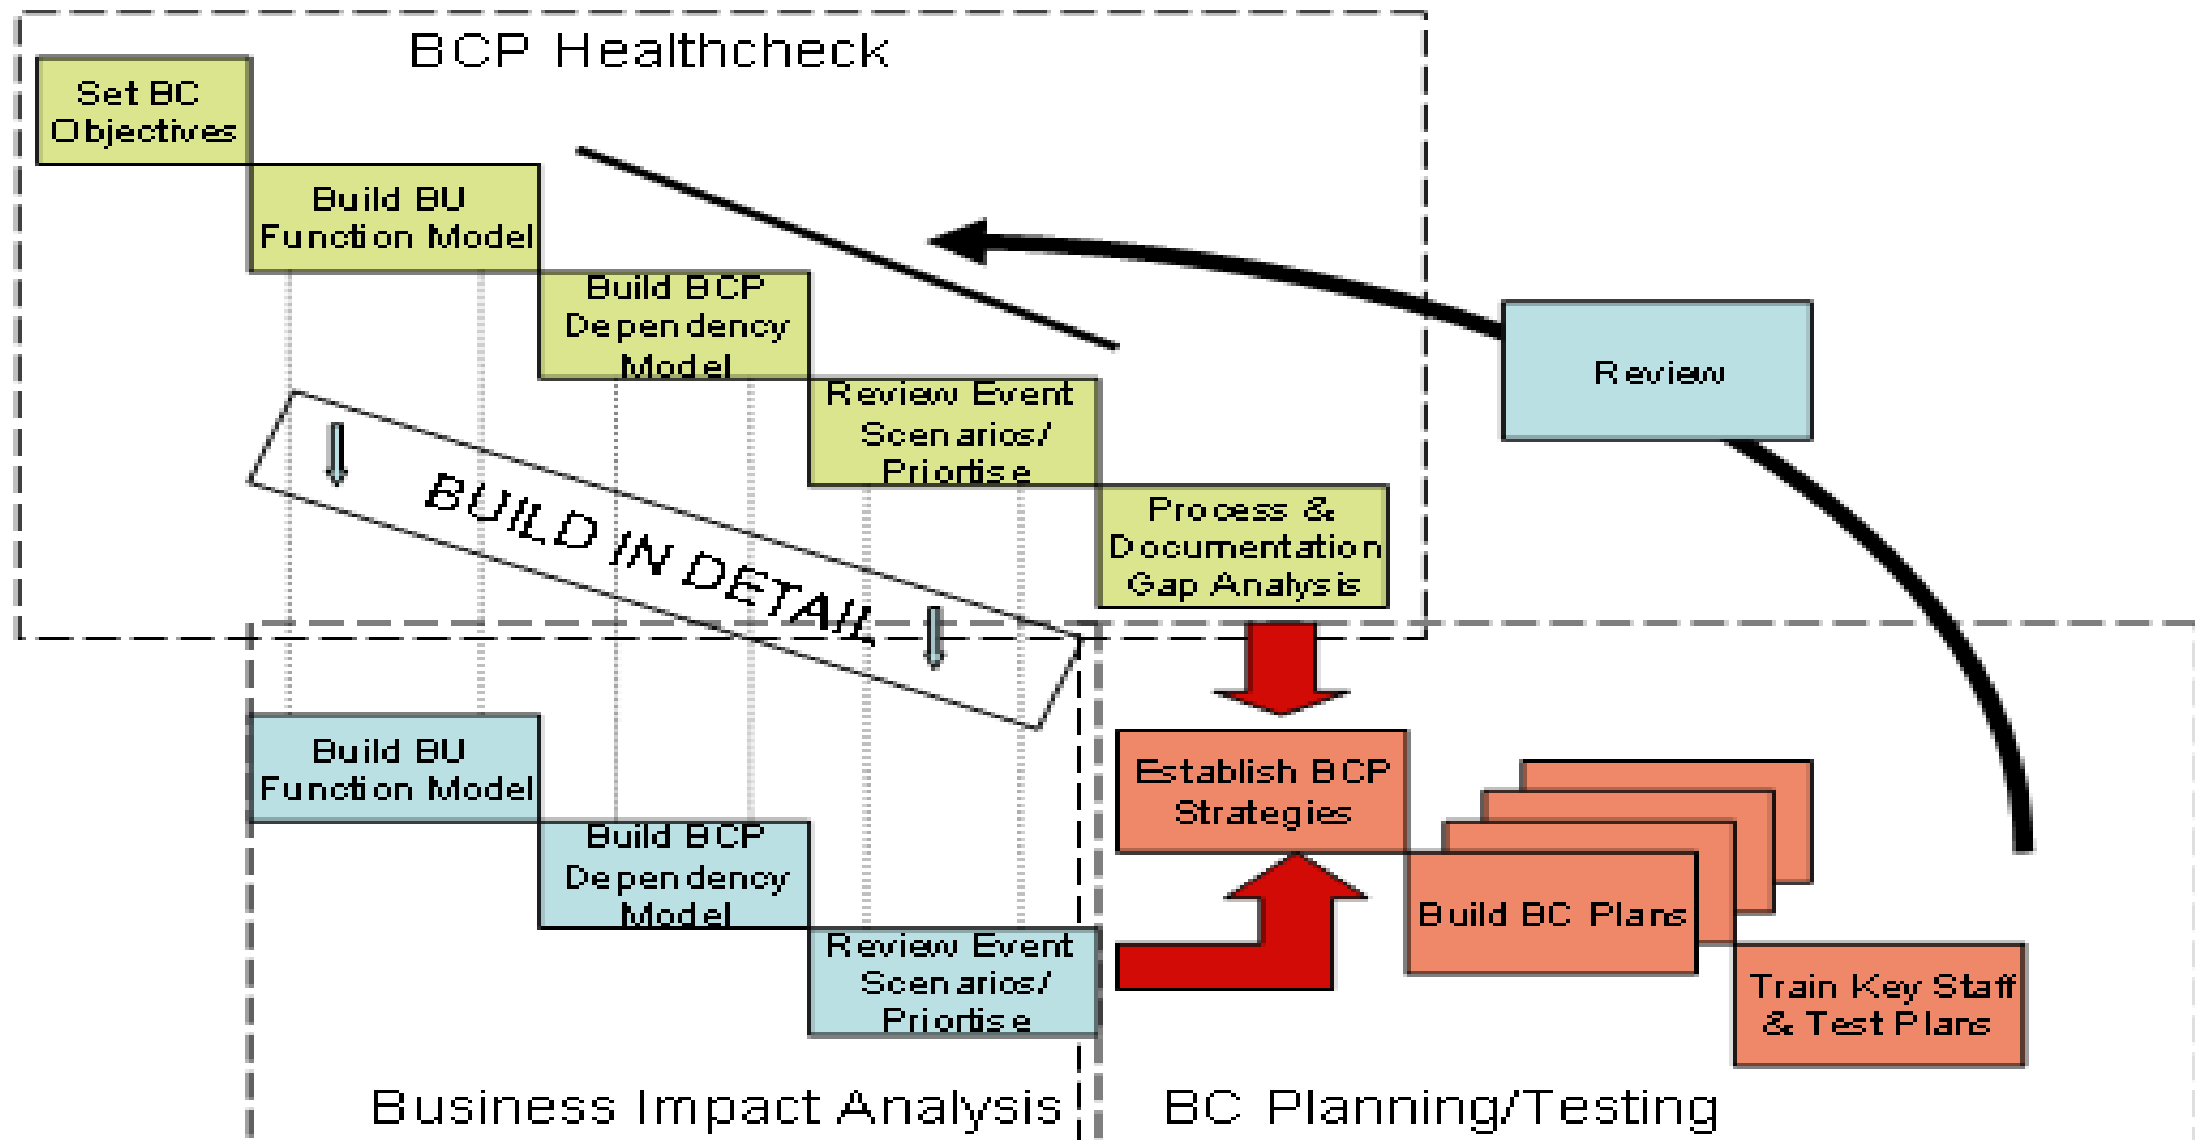 BCP Healthcheck
Set BC
Objectives
Build BU
Function Model
Build BCP
Dependency
Model
Review Event
Scenarios/
Priortise
Process &
Documentation
Gap Analysis
Review
BUILD IN DETAIL
Build BU
Function Model
Build BCP
Dependency
Model
Review Event
Scenarios/
Priortise
Establish BCP
Strategies
Build BC Plans
Train Key Staff
& Test Plans
Business Impact Analysis
BC Planning/Testing